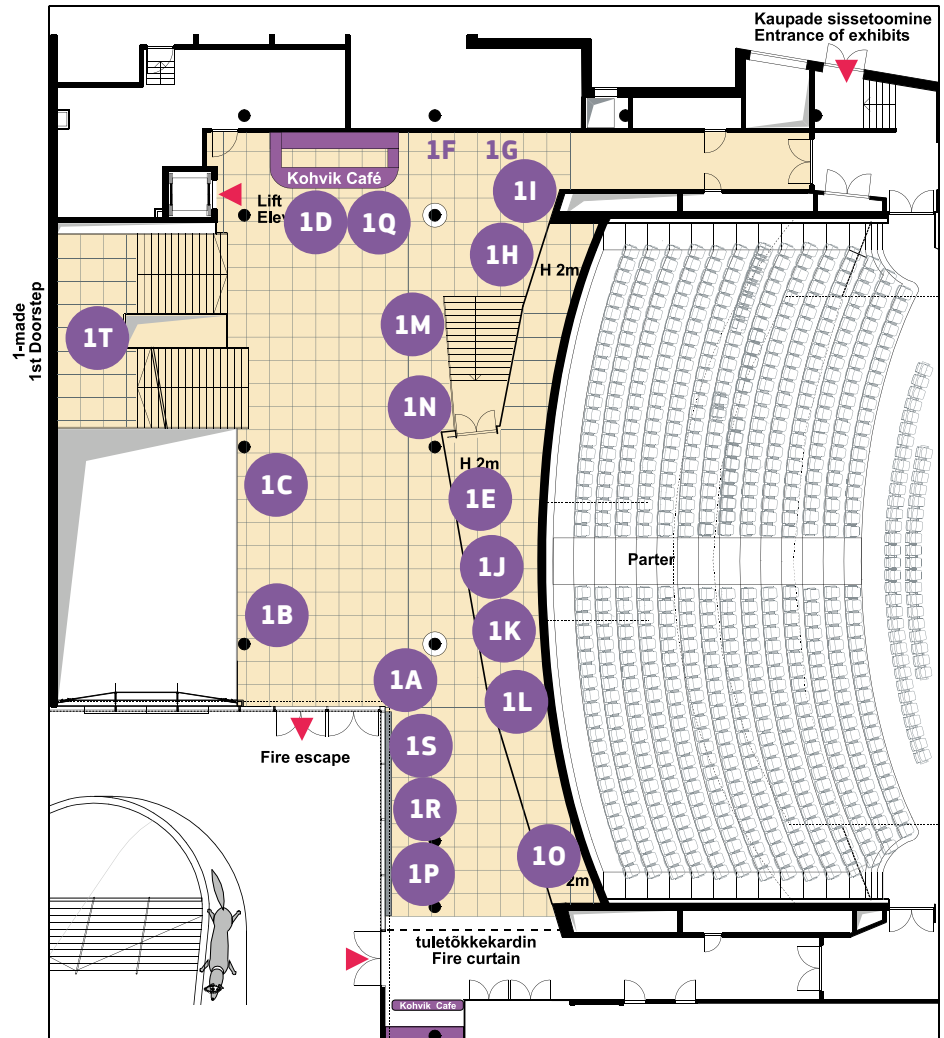 Kaupade sissetoomine
Entrance of exhibits
1F
1G
Kohvik Café
1I
Lift
1D
1Q
1H
H 2m
1-made
1st Doorstep
1T
1M
1N
H 2m
1C
1E
1J
Parter
1B
1K
1A
1L
1S
Fire escape
1R
1O
1P
2m
tuletõkkekardin
Fire curtain
Kohvik Cafe